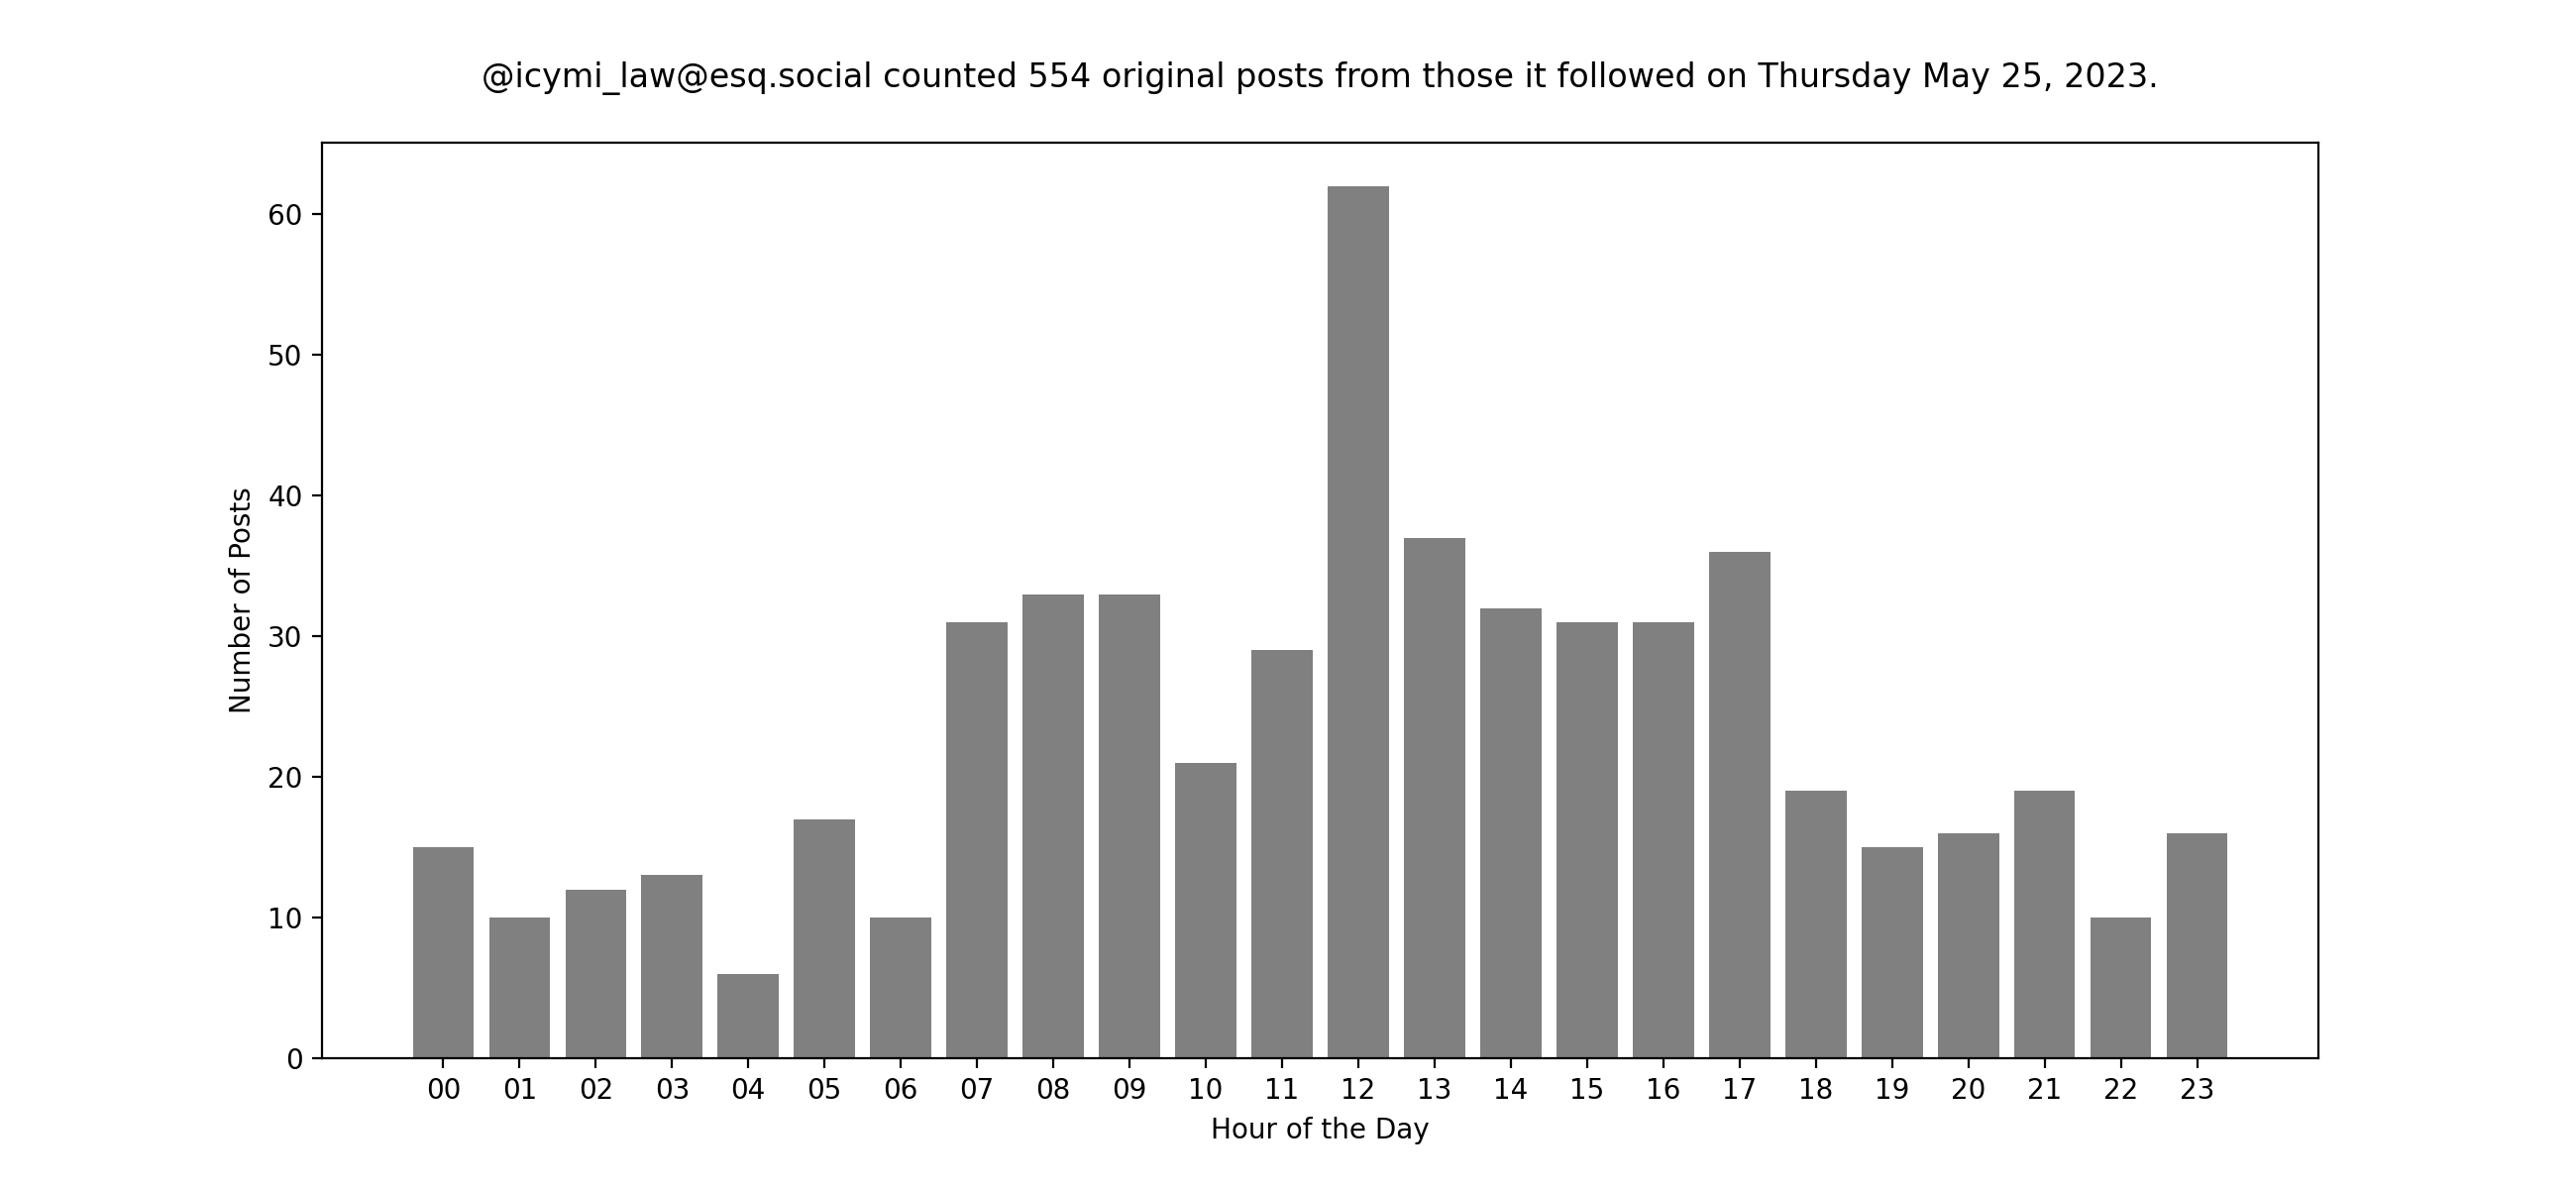 @icymi_law@esq.social counted 554 original posts from those it followed on Thursday May 25, 2023.
60
50
40
30
20
10
0
Number of Posts
00 01 02 03 04 05 06 07 08 09 10 11 12 13 14 15 16 17 18 19 20 21 22 23
Hour of the Day